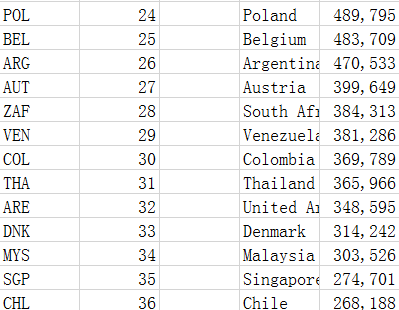 POL 24 Poland 489,795
BEL 25 Belgium 483,709
ARG 26 Argentina 470,533
AUT 27 Austria 399,649
ZAF 28 South Afr 384,313
VEN 29 Venezuela 381,286
COL 30 Colombia 369,789
THA 31 Thailand 365,966
ARE 32 United Ar 348,595
DNK 33 Denmark 314,242
MYS 34 Malaysia 303,526
SGP 35 Singapore 274,701
CHL 36 Chile 268,188